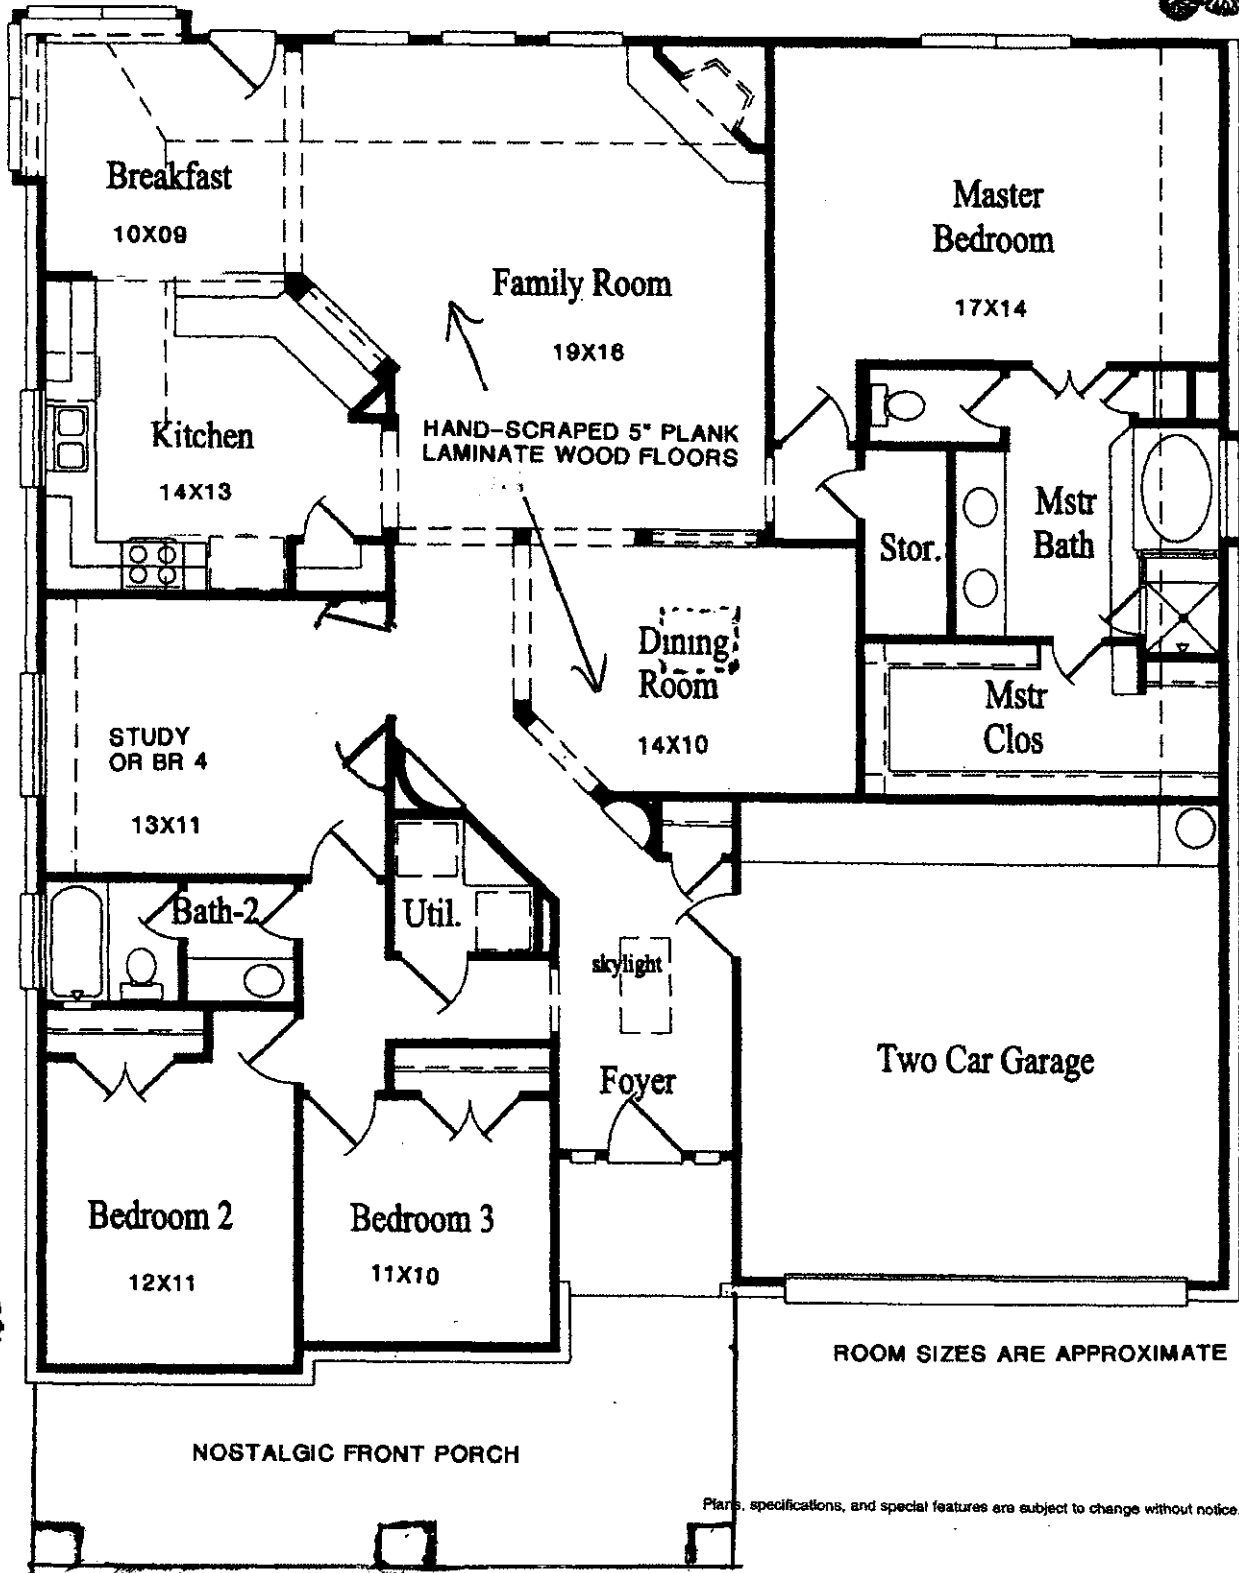 Breakfast
10X09
Family Room
19X16
Master
Bedroom
17X14
Kitchen
14X13
HAND-SCRAPED 5" PLANK
LAMINATE WOOD FLOORS
Stor.
Mstr
Bath
Dining
Room
14X10
Mstr
Clos
STUDY
OR BR 4
13X11
Bath-2
Util.
skylight
Foyer
Two Car Garage
Bedroom 2
12X11
Bedroom 3
11X10
ROOM SIZES ARE APPROXIMATE
NOSTALGIC FRONT PORCH
Plans, specifications, and special features are subject to change without notice.